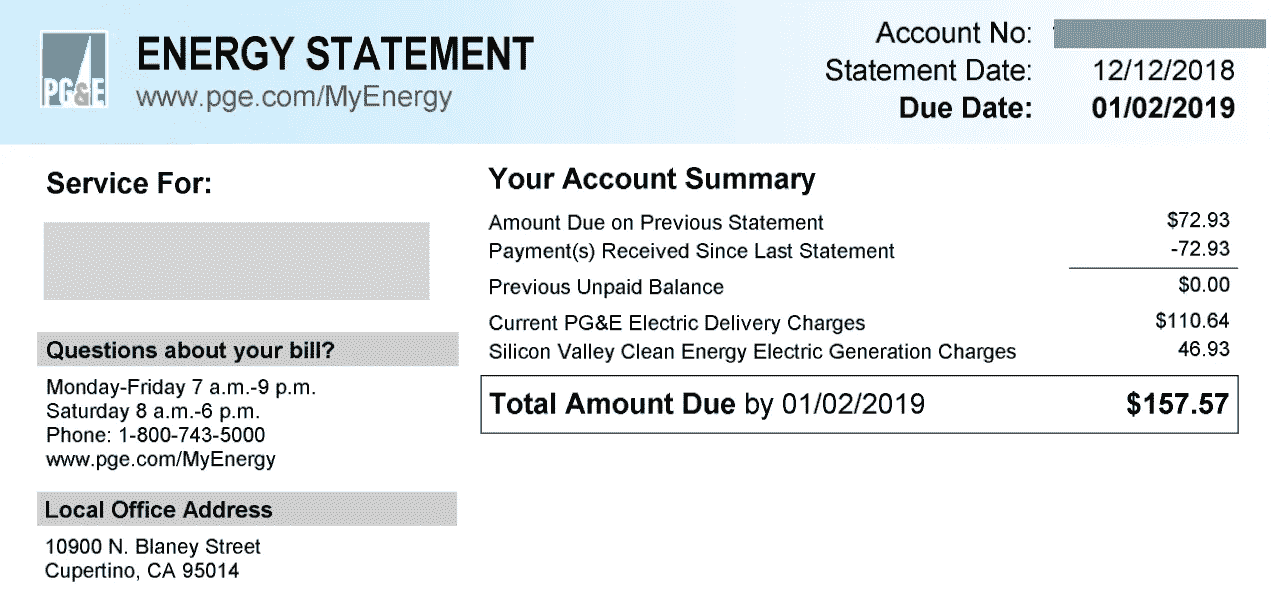 PG&E
ENERGY STATEMENT
www.pge.com/MyEnergy
Account No:
Statement Date: 12/12/2018
Due Date: 01/02/2019
Service For:
Questions about your bill?
Monday-Friday 7 a.m.-9 p.m.
Saturday 8 a.m.-6 p.m.
Phone: 1-800-743-5000
www.pge.com/MyEnergy
Local Office Address
10900 N. Blaney Street
Cupertino, CA 95014
Your Account Summary
Amount Due on Previous Statement $72.93
Payment(s) Received Since Last Statement -72.93
Previous Unpaid Balance $0.00
Current PG&E Electric Delivery Charges $110.64
Silicon Valley Clean Energy Electric Generation Charges 46.93
Total Amount Due by 01/02/2019 $157.57